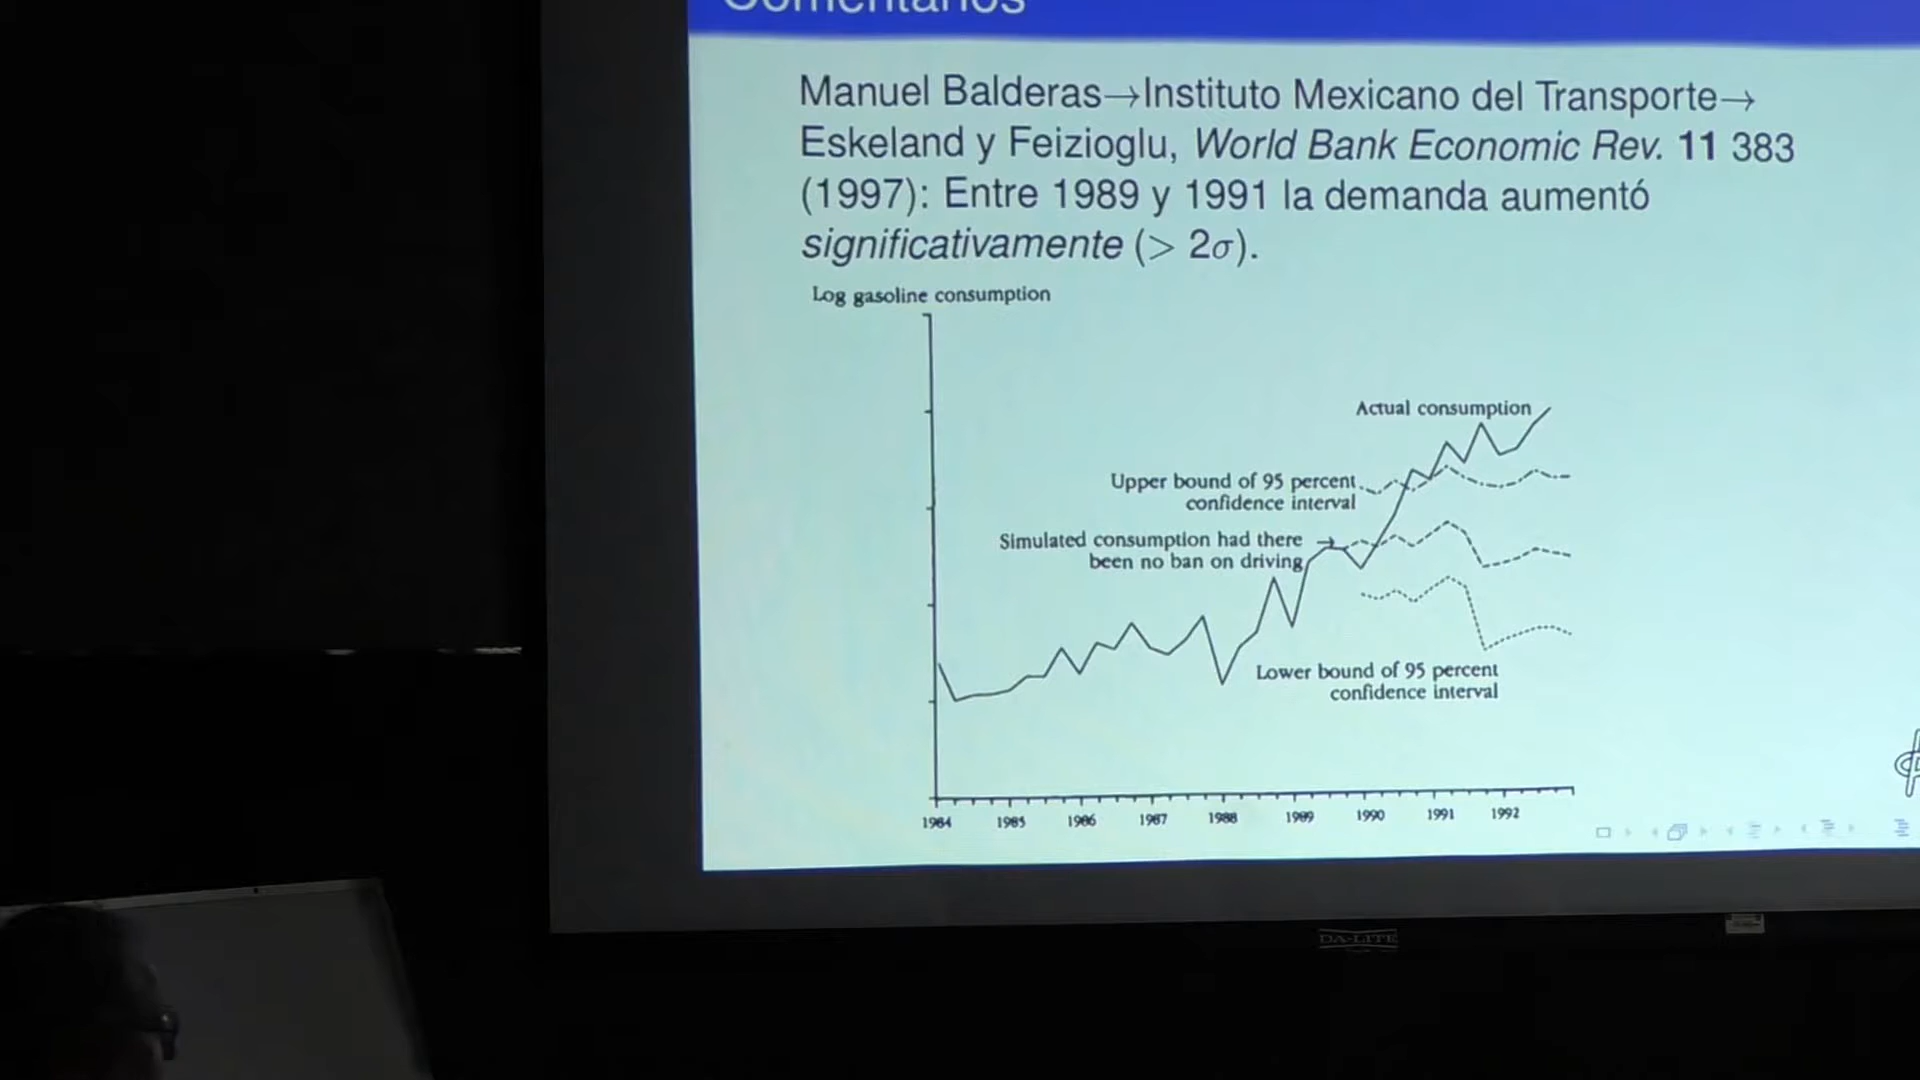 Comentarios
Manuel Balderas→Instituto Mexicano del Transporte→
Eskeland y Feizioglu, World Bank Economic Rev. 11 383
(1997): Entre 1989 y 1991 la demanda aumentó
significativamente (> 2σ).
Log gasoline consumption
Actual consumption
Upper bound of 95 percent
confidence interval
Simulated consumption had there →
been no ban on driving
Lower bound of 95 percent
confidence interval
1984 1985 1986 1987 1988 1989 1990 1991 1992
DA-LITE